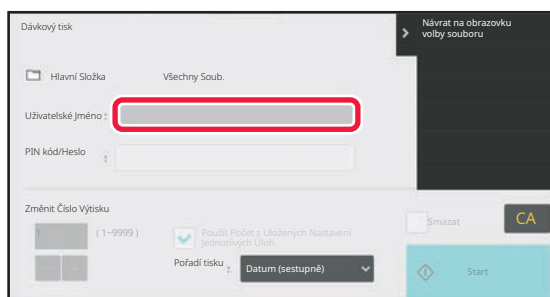 Dávkový tisk
Návrat na obrazovku
volby souboru
Hlavní Složka
Všechny Soub.
Uživatelské Jméno :
PIN kód/Heslo :
Změnit Číslo Výtisku
( 1~9999 )
Použít Počet z Uložených Nastavení
Jednotlivých Úloh.
Pořadí tisku :
Datum (sestupně)
Smazat
CA
Start